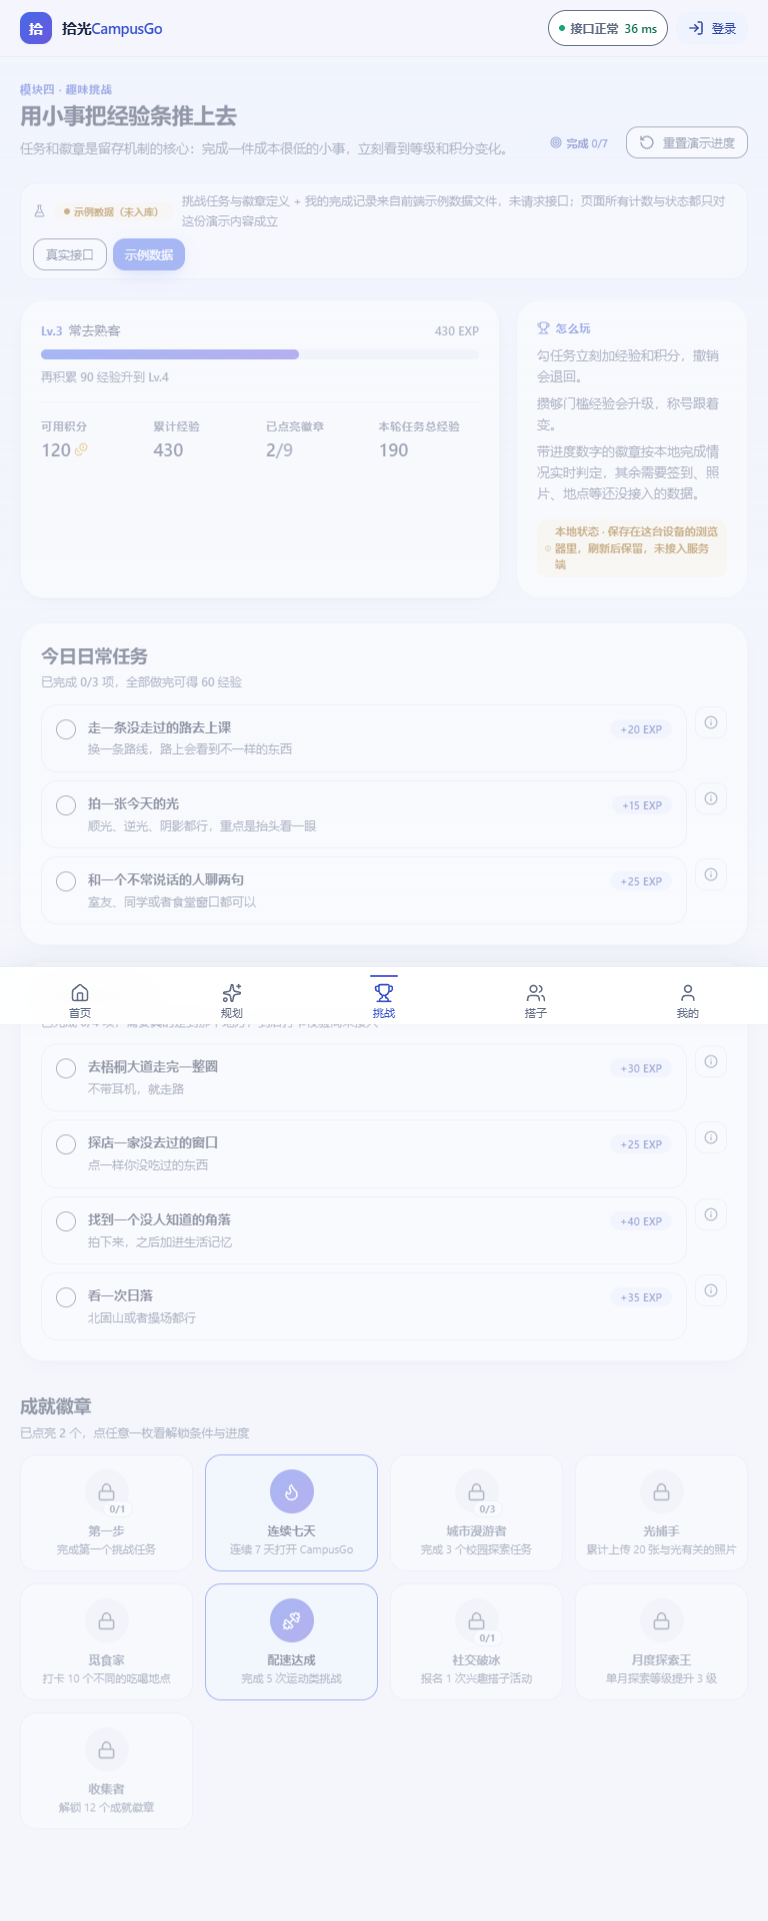 拾 拾光CampusGo
接口正常 36 ms
登录
模块四 · 趣味挑战
用小事把经验条推上去
任务和徽章是留存机制的核心：完成一件成本很低的小事，立刻看到等级和积分变化。
完成 0/7
重置演示进度
示例数据（未入库）
挑战任务与徽章定义 + 我的完成记录来自前端示例数据文件，未请求接口；页面所有计数与状态都只对
这份演示内容成立
真实接口
示例数据
Lv.3 常去熟客
430 EXP
再积累 90 经验升到 Lv.4
可用积分
120
累计经验
430
已点亮徽章
2/9
本轮任务总经验
190
怎么玩
勾任务立刻加经验和积分，撤销
会退回。
攒够门槛经验会升级，称号跟着
变。
带进度数字的徽章按本地完成情
况实时判定，其余需要签到、照
片、地点等还没接入的数据。
本地状态 · 保存在这台设备的浏览
器里，刷新后保留，未接入服务
端
今日日常任务
已完成 0/3 项，全部做完可得 60 经验
走一条没走过的路去上课
换一条路线，路上会看到不一样的东西
+20 EXP
拍一张今天的光
顺光、逆光、阴影都行，重点是抬头看一眼
+15 EXP
和一个不常说话的人聊两句
室友、同学或者食堂窗口都可以
+25 EXP
首页
规划
挑战
搭子
我的
去梧桐大道走完一整圈
不带耳机，就走路
+30 EXP
探店一家没去过的窗口
点一样你没吃过的东西
+25 EXP
找到一个没人知道的角落
拍下来，之后加进生活记忆
+40 EXP
看一次日落
北固山或者操场都行
+35 EXP
成就徽章
已点亮 2 个，点任意一枚看解锁条件与进度
0/1
第一步
完成第一个挑战任务
连续七天
连续 7 天打开 CampusGo
0/3
城市漫游者
完成 3 个校园探索任务
光捕手
累计上传 20 张与光有关的照片
觅食家
打卡 10 个不同的吃喝地点
配速达成
完成 5 次运动类挑战
0/1
社交破冰
报名 1 次兴趣搭子活动
月度探索王
单月探索等级提升 3 级
收集者
解锁 12 个成就徽章